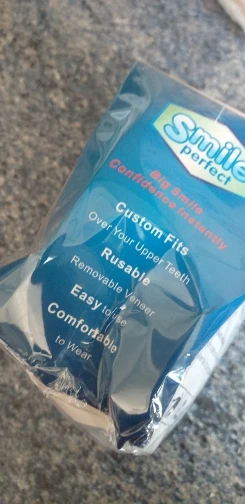 Smile
perfect
Big Smile
Confidence Instantly
Custom Fits
Over Your Upper Teeth
Rusable
Removable Veneer
Easy to use
Comfortable
to Wear